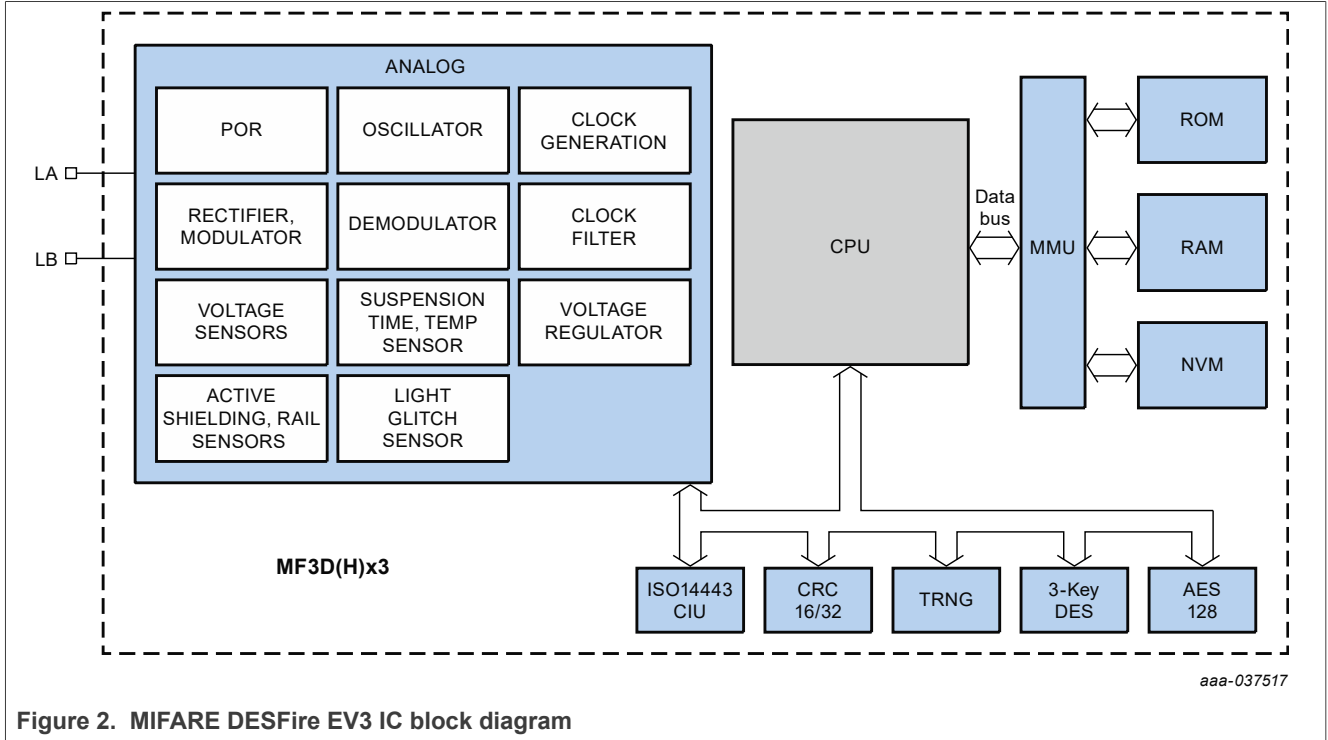 ANALOG
POR
OSCILLATOR
CLOCK
GENERATION
RECTIFIER,
MODULATOR
DEMODULATOR
CLOCK
FILTER
VOLTAGE
SENSORS
SUSPENSION
TIME, TEMP
SENSOR
VOLTAGE
REGULATOR
ACTIVE
SHIELDING, RAIL
SENSORS
LIGHT
GLITCH
SENSOR
LA
LB
CPU
Data
bus
MMU
ROM
RAM
NVM
MF3D(H)x3
ISO14443
CIU
CRC
16/32
TRNG
3-Key
DES
AES
128
aaa-037517
Figure 2. MIFARE DESFire EV3 IC block diagram